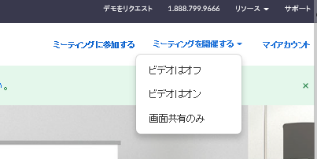 デモをリクエスト 1.888.799.9666 リソース サポート
ミーティングに参加する ミーティングを開催する マイアカウント
ビデオはオフ
い。 ×
ビデオはオン
画面共有のみ